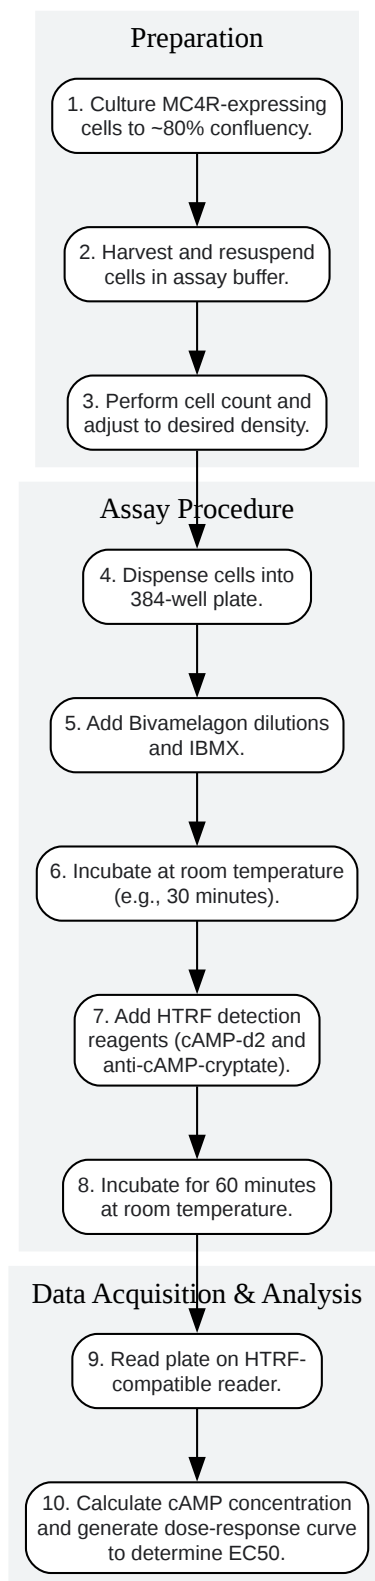 Preparation
1. Culture MC4R-expressing
cells to ~80% confluency.
2. Harvest and resuspend
cells in assay buffer.
3. Perform cell count and
adjust to desired density.
Assay Procedure
4. Dispense cells into
384-well plate.
5. Add Bivamelagon dilutions
and IBMX.
6. Incubate at room temperature
(e.g., 30 minutes).
7. Add HTRF detection
reagents (cAMP-d2 and
anti-cAMP-cryptate).
8. Incubate for 60 minutes
at room temperature.
Data Acquisition & Analysis
9. Read plate on HTRF-
compatible reader.
10. Calculate cAMP concentration
and generate dose-response curve
to determine EC50.